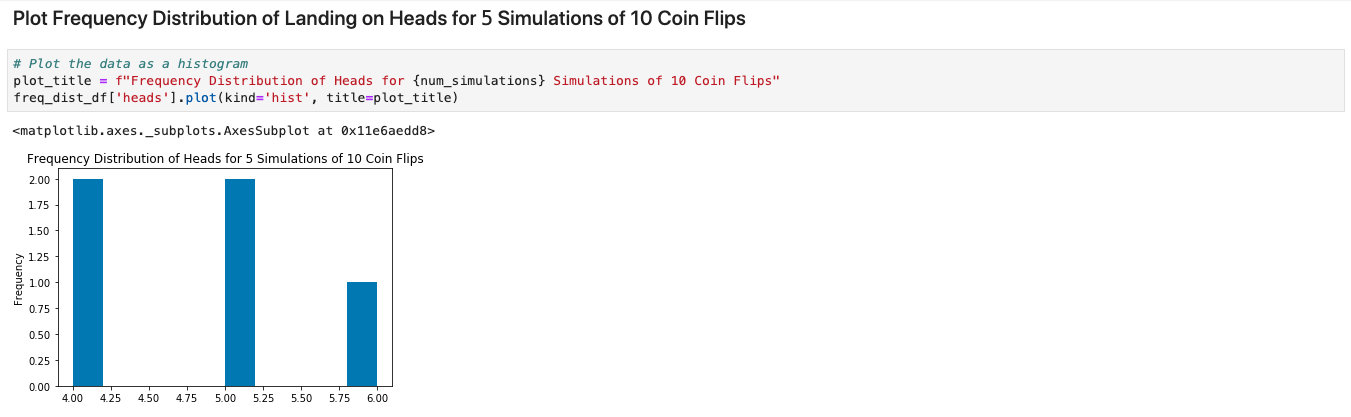 Plot Frequency Distribution of Landing on Heads for 5 Simulations of 10 Coin Flips
# Plot the data as a histogram
plot_title = f"Frequency Distribution of Heads for {num_simulations} Simulations of 10 Coin Flips"
freq_dist_df['heads'].plot(kind='hist', title=plot_title)
<matplotlib.axes._subplots.AxesSubplot at 0x11e6aedd8>
Frequency Distribution of Heads for 5 Simulations of 10 Coin Flips
2.00
1.75
1.50
1.25
1.00
0.75
0.50
0.25
0.00
Frequency
4.00 4.25 4.50 4.75 5.00 5.25 5.50 5.75 6.00